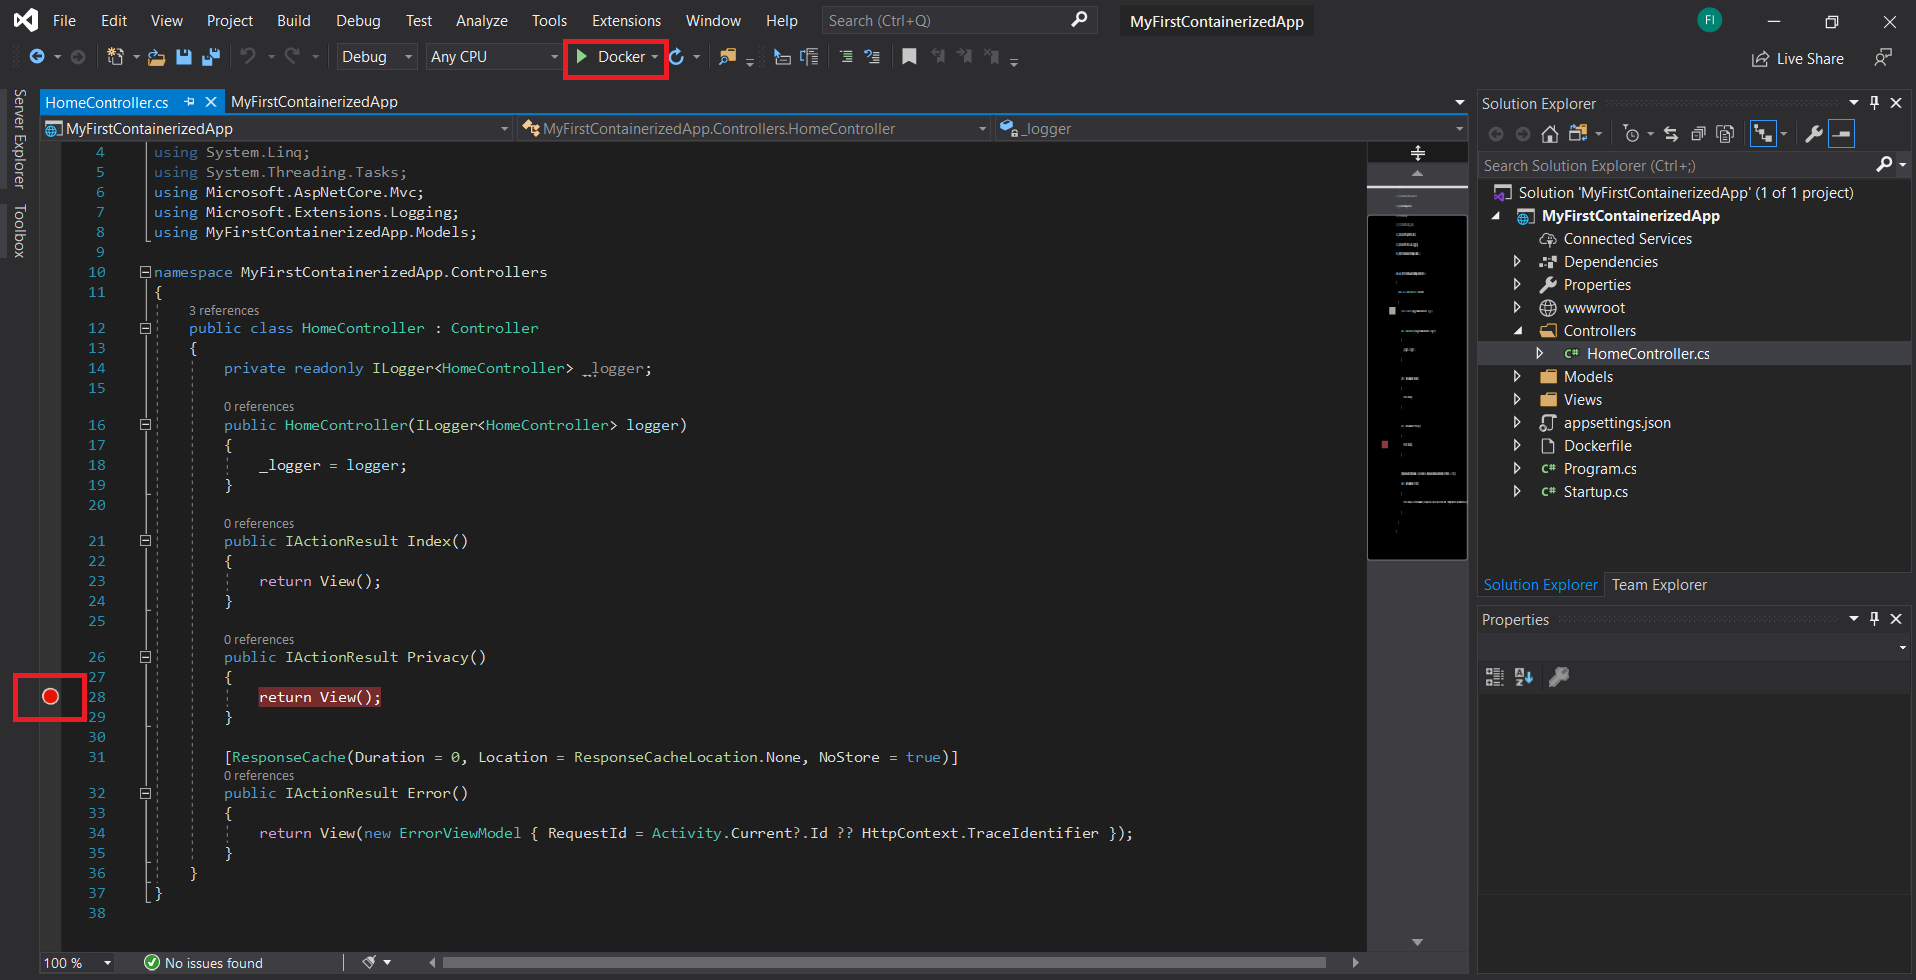 File Edit View Project Build Debug Test Analyze Tools Extensions Window Help Search (Ctrl+Q) MyFirstContainerizedApp FI
Debug Any CPU Docker Live Share
Server Explorer
Toolbox
HomeController.cs MyFirstContainerizedApp
MyFirstContainerizedApp MyFirstContainerizedApp.Controllers.HomeController _logger
4 using System.Linq;
5 using System.Threading.Tasks;
6 using Microsoft.AspNetCore.Mvc;
7 using Microsoft.Extensions.Logging;
8 using MyFirstContainerizedApp.Models;
9
10 namespace MyFirstContainerizedApp.Controllers
11 {
3 references
12 public class HomeController : Controller
13 {
14 private readonly ILogger<HomeController> _logger;
15
0 references
16 public HomeController(ILogger<HomeController> logger)
17 {
18 _logger = logger;
19 }
20
0 references
21 public IActionResult Index()
22 {
23 return View();
24 }
25
0 references
26 public IActionResult Privacy()
27 {
28 return View();
29 }
30
31 [ResponseCache(Duration = 0, Location = ResponseCacheLocation.None, NoStore = true)]
0 references
32 public IActionResult Error()
33 {
34 return View(new ErrorViewModel { RequestId = Activity.Current?.Id ?? HttpContext.TraceIdentifier });
35 }
36 }
37 }
38
100 % No issues found
Solution Explorer
Search Solution Explorer (Ctrl+;)
Solution 'MyFirstContainerizedApp' (1 of 1 project)
MyFirstContainerizedApp
Connected Services
Dependencies
Properties
wwwroot
Controllers
C# HomeController.cs
Models
Views
appsettings.json
Dockerfile
C# Program.cs
C# Startup.cs
Solution Explorer Team Explorer
Properties